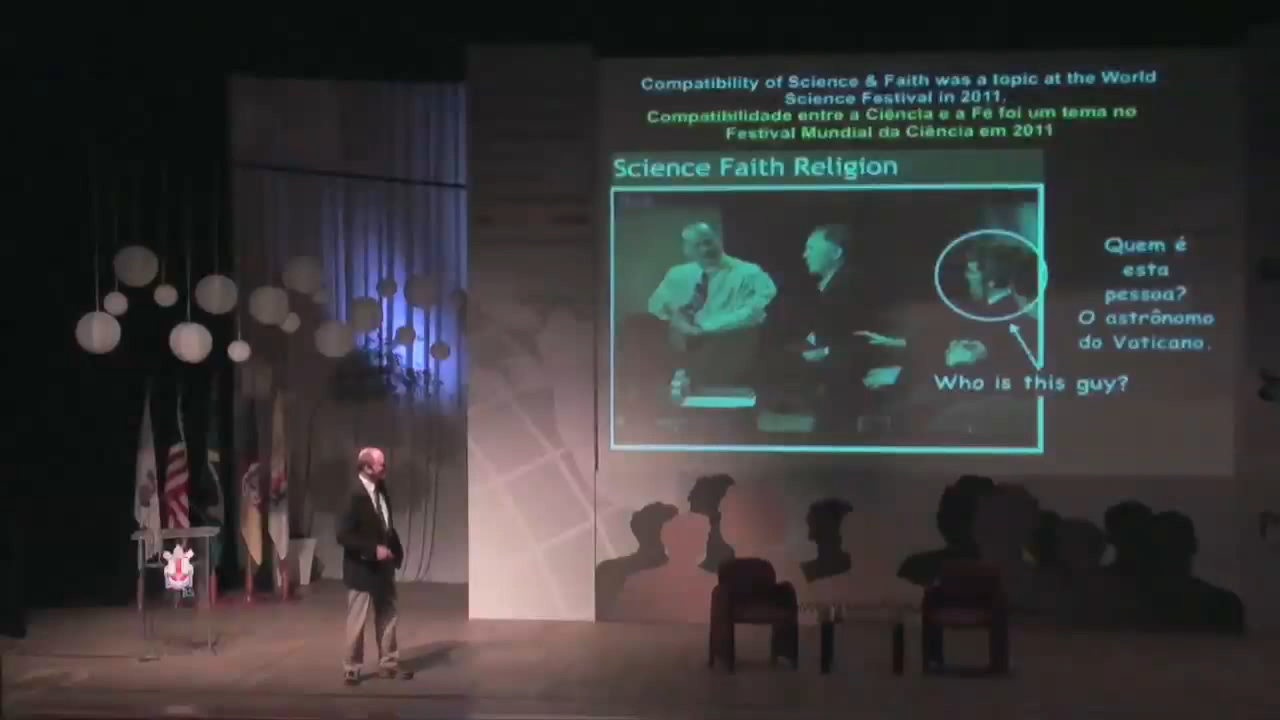 Compatibility of Science & Faith was a topic at the World
Science Festival in 2011.
Compatibilidade entre a Ciência e a Fé foi um tema no
Festival Mundial da Ciência em 2011
Science Faith Religion
Quem é
esta
pessoa?
O astrônomo
do Vaticano.
Who is this guy?